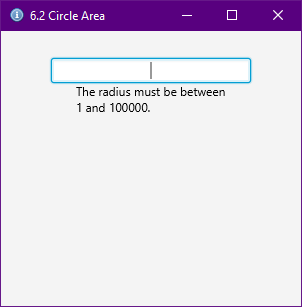 6.2 Circle Area
The radius must be between
1 and 100000.